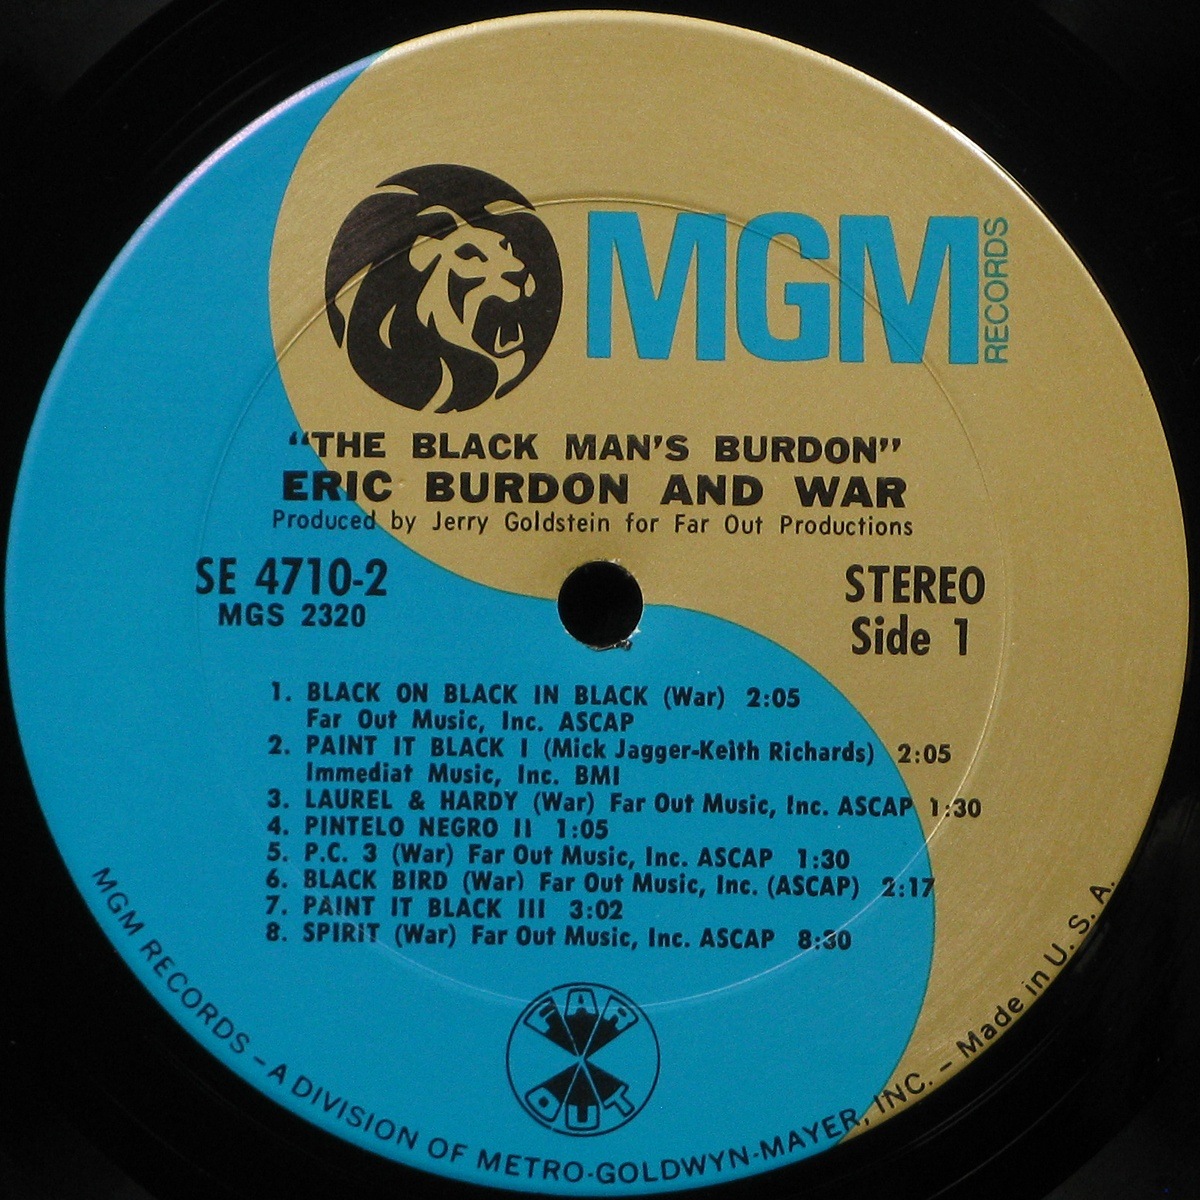 MGM
RECORDS
“THE BLACK MAN'S BURDON”
ERIC BURDON AND WAR
Produced by Jerry Goldstein for Far Out Productions
SE 4710-2
MGS 2320
STEREO
Side 1
1. BLACK ON BLACK IN BLACK (War) 2:05
Far Out Music, Inc. ASCAP
2. PAINT IT BLACK I (Mick Jagger-Keith Richards) 2:05
Immediat Music, Inc. BMI
3. LAUREL & HARDY (War) Far Out Music, Inc. ASCAP 1:30
4. PINTELO NEGRO II 1:05
5. P.C. 3 (War) Far Out Music, Inc. ASCAP 1:30
6. BLACK BIRD (War) Far Out Music, Inc. (ASCAP) 2:17
7. PAINT IT BLACK III 3:02
8. SPIRIT (War) Far Out Music, Inc. ASCAP 8:30
FAR
OUT
MGM RECORDS – A DIVISION OF METRO-GOLDWYN-MAYER, INC. – Made in U. S. A.